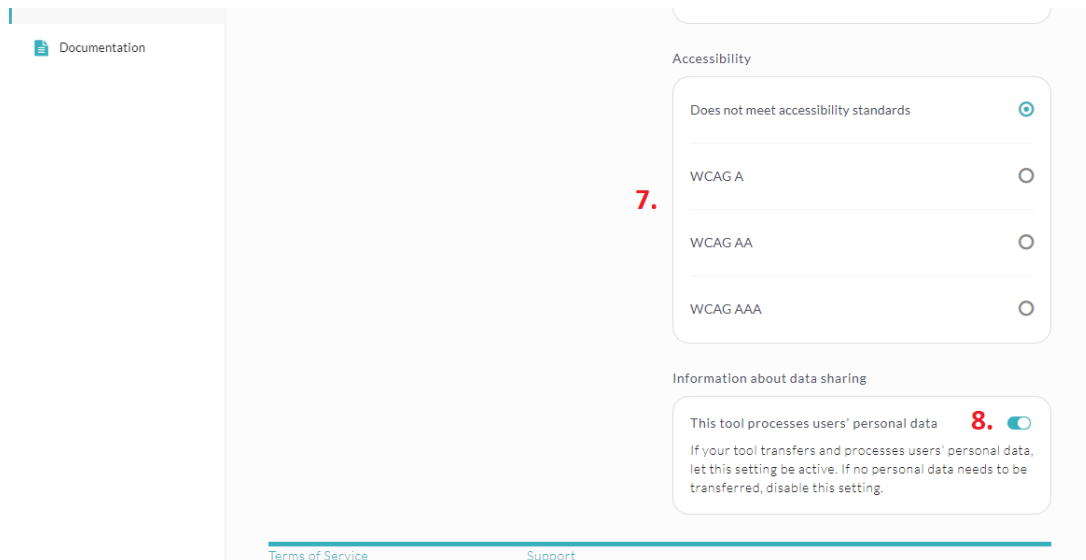 Documentation
Accessibility
Does not meet accessibility standards
WCAG A
7.
WCAG AA
WCAG AAA
Information about data sharing
This tool processes users' personal data 8.
If your tool transfers and processes users' personal data,
let this setting be active. If no personal data needs to be
transferred, disable this setting.
Terms of Service Support